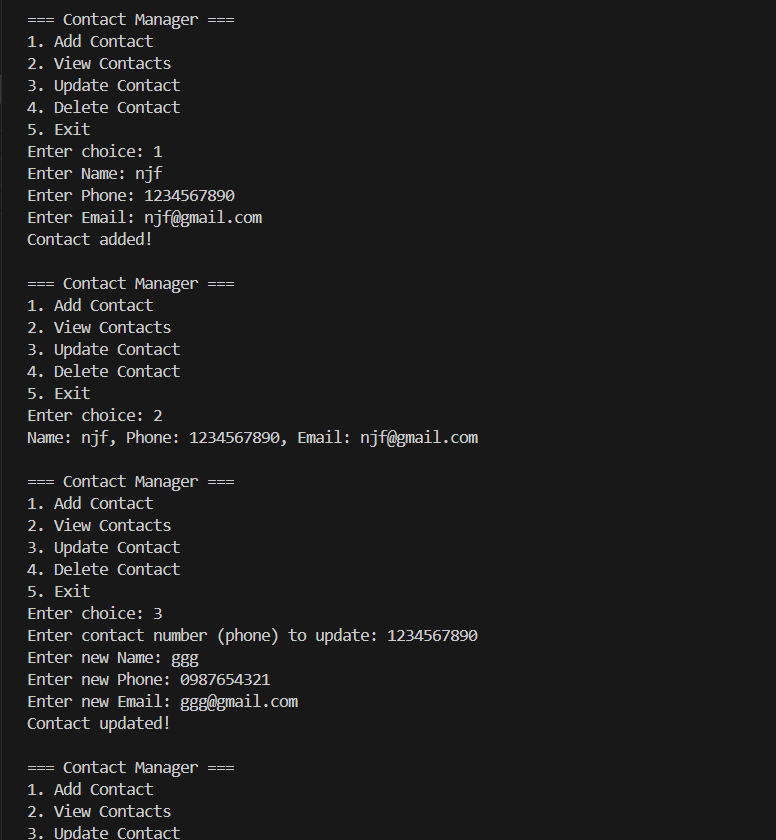 === Contact Manager ===
1. Add Contact
2. View Contacts
3. Update Contact
4. Delete Contact
5. Exit
Enter choice: 1
Enter Name: njf
Enter Phone: 1234567890
Enter Email: njf@gmail.com
Contact added!
=== Contact Manager ===
1. Add Contact
2. View Contacts
3. Update Contact
4. Delete Contact
5. Exit
Enter choice: 2
Name: njf, Phone: 1234567890, Email: njf@gmail.com
=== Contact Manager ===
1. Add Contact
2. View Contacts
3. Update Contact
4. Delete Contact
5. Exit
Enter choice: 3
Enter contact number (phone) to update: 1234567890
Enter new Name: ggg
Enter new Phone: 0987654321
Enter new Email: ggg@gmail.com
Contact updated!
=== Contact Manager ===
1. Add Contact
2. View Contacts
3. Update Contact